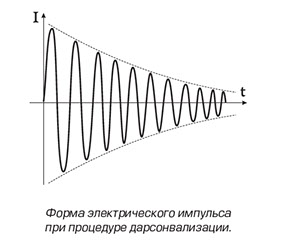 I
t
Форма электрического импульса
при процедуре дарсонвализации.